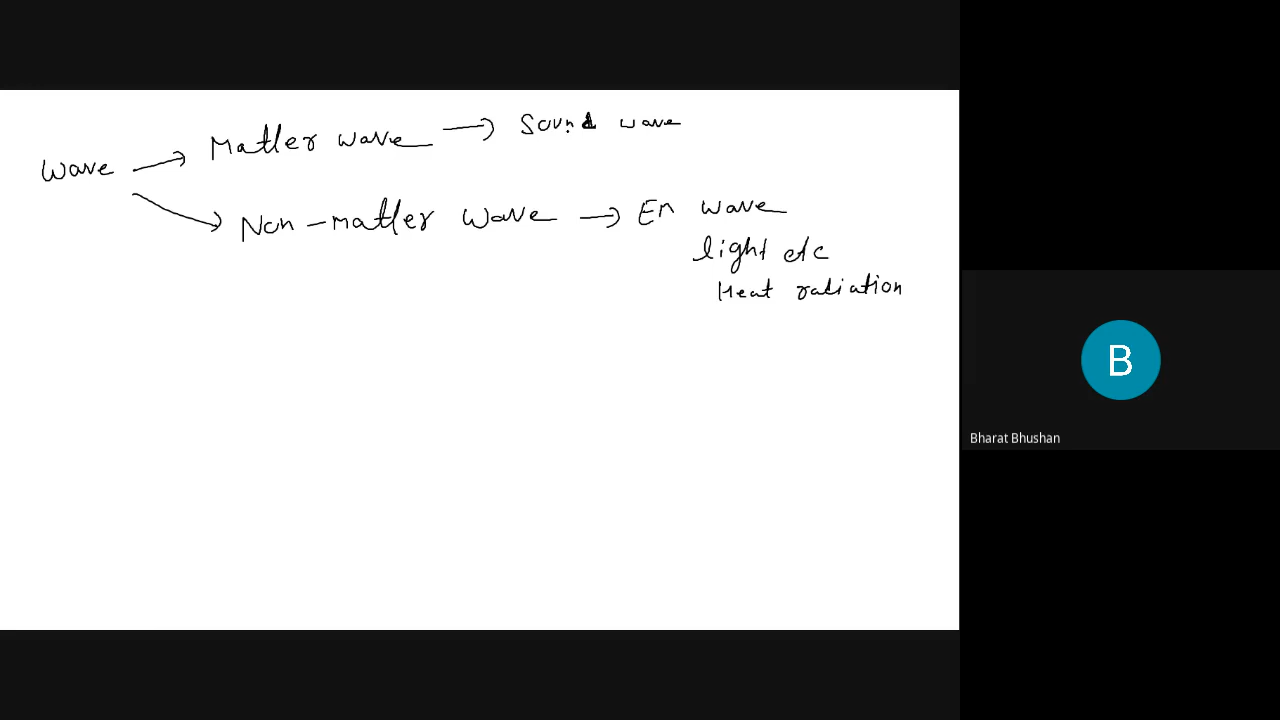 Wave → Matter wave → Sound wave
→ Non-matter wave → Em wave
light etc
Heat radiation
B
Bharat Bhushan